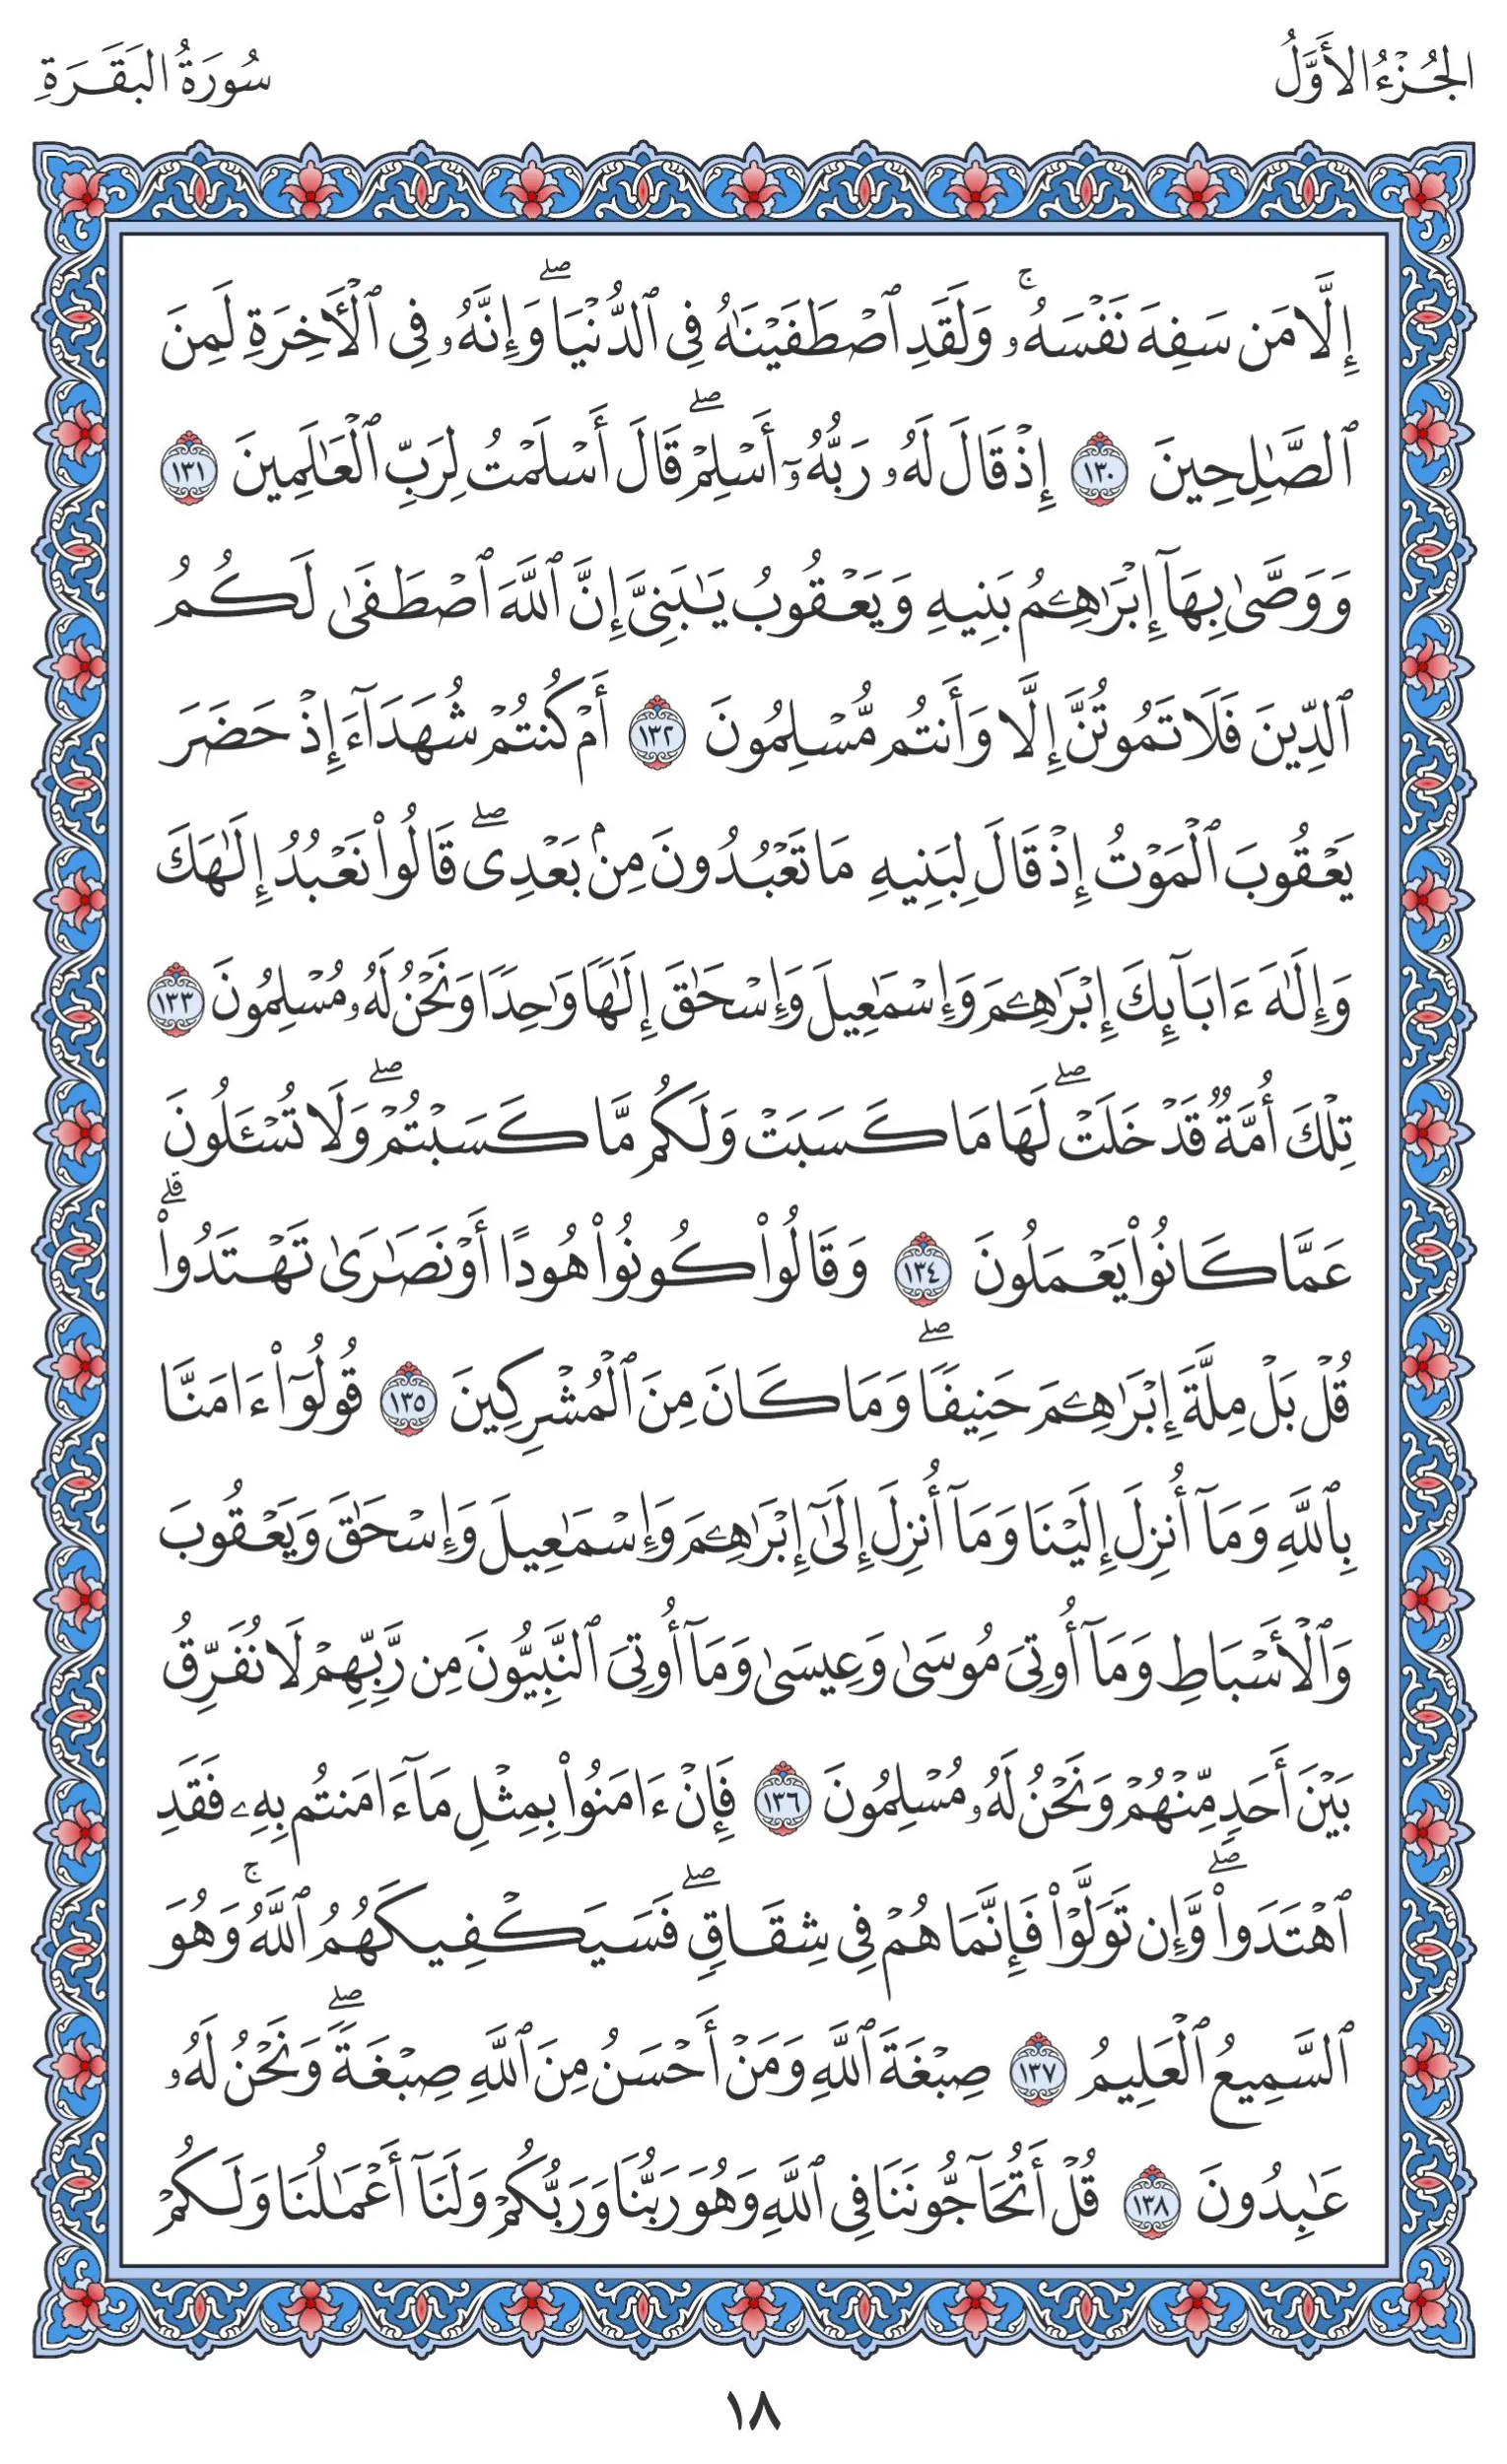 الجُزْءُ الأَوَّلُ
سُورَةُ البَقَرَةِ
إِلَّا مَن سَفِهَ نَفْسَهُۥۚ وَلَقَدِ ٱصْطَفَيْنَـٰهُ فِى ٱلدُّنْيَاۖ وَإِنَّهُۥ فِى ٱلْـَٔاخِرَةِ لَمِنَ
ٱلصَّـٰلِحِينَ ١٣٠ إِذْ قَالَ لَهُۥ رَبُّهُۥٓ أَسْلِمْۖ قَالَ أَسْلَمْتُ لِرَبِّ ٱلْعَـٰلَمِينَ ١٣١
وَوَصَّىٰ بِهَآ إِبْرَٰهِـۧمُ بَنِيهِ وَيَعْقُوبُ يَـٰبَنِىَّ إِنَّ ٱللَّهَ ٱصْطَفَىٰ لَكُمُ
ٱلدِّينَ فَلَا تَمُوتُنَّ إِلَّا وَأَنتُم مُّسْلِمُونَ ١٣٢ أَمْ كُنتُمْ شُهَدَآءَ إِذْ حَضَرَ
يَعْقُوبَ ٱلْمَوْتُ إِذْ قَالَ لِبَنِيهِ مَا تَعْبُدُونَ مِنۢ بَعْدِىۖ قَالُوا۟ نَعْبُدُ إِلَـٰهَكَ
وَإِلَـٰهَ ءَابَآئِكَ إِبْرَٰهِـۧمَ وَإِسْمَـٰعِيلَ وَإِسْحَـٰقَ إِلَـٰهًا وَٰحِدًا وَنَحْنُ لَهُۥ مُسْلِمُونَ ١٣٣
تِلْكَ أُمَّةٌ قَدْ خَلَتْۖ لَهَا مَا كَسَبَتْ وَلَكُم مَّا كَسَبْتُمْۖ وَلَا تُسْـَٔلُونَ
عَمَّا كَانُوا۟ يَعْمَلُونَ ١٣٤ وَقَالُوا۟ كُونُوا۟ هُودًا أَوْ نَصَـٰرَىٰ تَهْتَدُوا۟ۗ
قُلْ بَلْ مِلَّةَ إِبْرَٰهِـۧمَ حَنِيفًاۖ وَمَا كَانَ مِنَ ٱلْمُشْرِكِينَ ١٣٥ قُولُوٓا۟ ءَامَنَّا
بِٱللَّهِ وَمَآ أُنزِلَ إِلَيْنَا وَمَآ أُنزِلَ إِلَىٰٓ إِبْرَٰهِـۧمَ وَإِسْمَـٰعِيلَ وَإِسْحَـٰقَ وَيَعْقُوبَ
وَٱلْأَسْبَاطِ وَمَآ أُوتِىَ مُوسَىٰ وَعِيسَىٰ وَمَآ أُوتِىَ ٱلنَّبِيُّونَ مِن رَّبِّهِمْ لَا نُفَرِّقُ
بَيْنَ أَحَدٍ مِّنْهُمْ وَنَحْنُ لَهُۥ مُسْلِمُونَ ١٣٦ فَإِنْ ءَامَنُوا۟ بِمِثْلِ مَآ ءَامَنتُم بِهِۦ فَقَدِ
ٱهْتَدَوا۟ۖ وَّإِن تَوَلَّوْا۟ فَإِنَّمَا هُمْ فِى شِقَاقٍۖ فَسَيَكْفِيكَهُمُ ٱللَّهُۚ وَهُوَ
ٱلسَّمِيعُ ٱلْعَلِيمُ ١٣٧ صِبْغَةَ ٱللَّهِ وَمَنْ أَحْسَنُ مِنَ ٱللَّهِ صِبْغَةًۖ وَنَحْنُ لَهُۥ
عَـٰبِدُونَ ١٣٨ قُلْ أَتُحَآجُّونَنَا فِى ٱللَّهِ وَهُوَ رَبُّنَا وَرَبُّكُمْ وَلَنَآ أَعْمَـٰلُنَا وَلَكُمْ
١٨